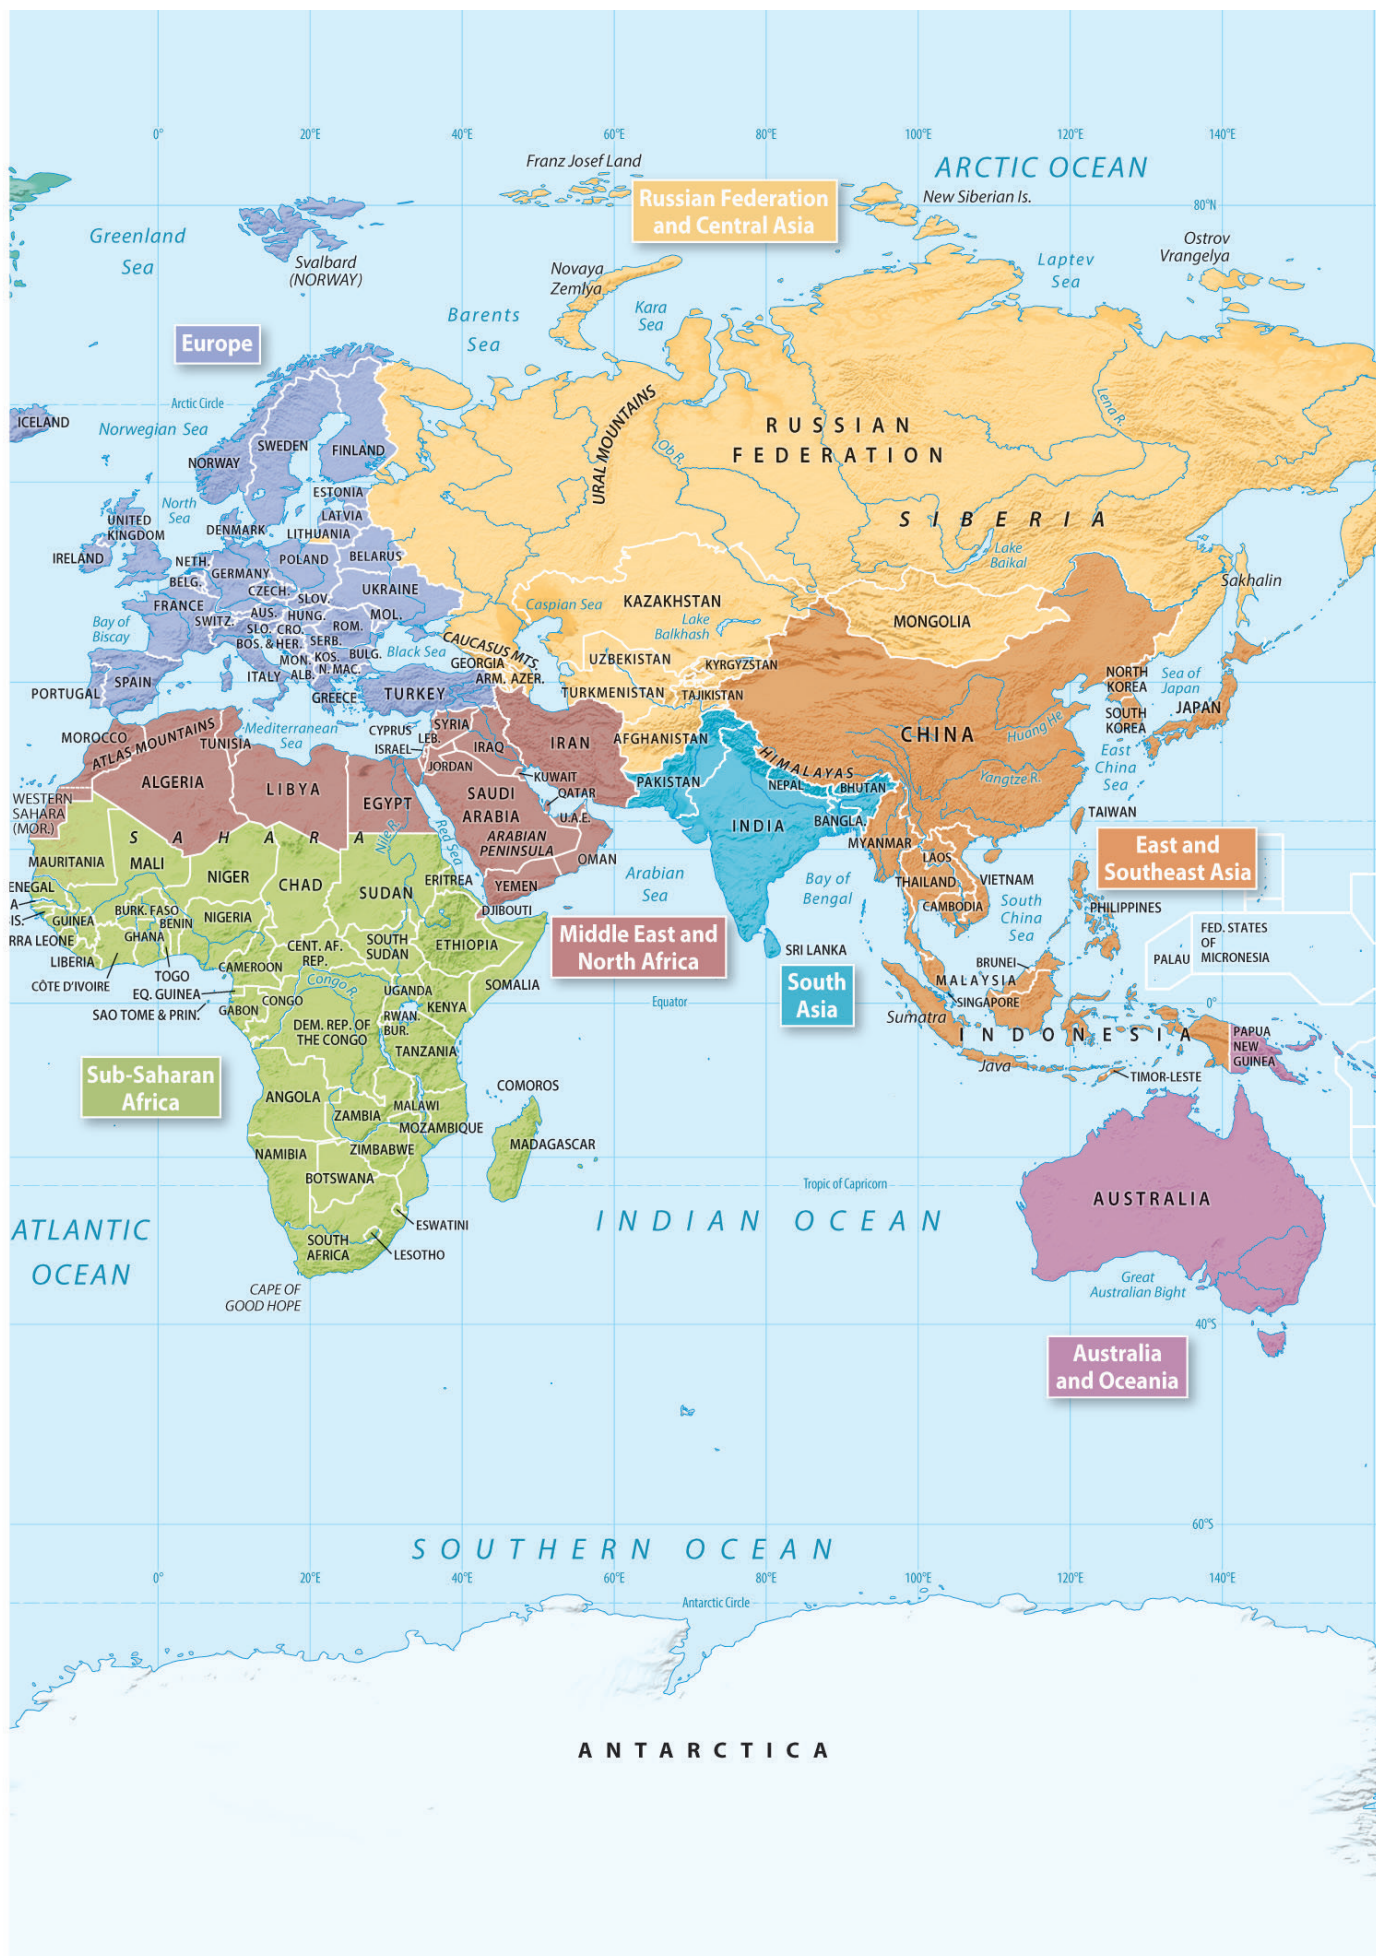 0°
20°E
40°E
60°E
80°E
100°E
120°E
140°E
Franz Josef Land
ARCTIC OCEAN
Russian Federation
and Central Asia
New Siberian Is.
80°N
Greenland
Sea
Svalbard
(NORWAY)
Novaya
Zemlya
Ostrov
Vrangelya
Laptev
Sea
Kara
Sea
Barents
Sea
Europe
Arctic Circle
ICELAND
Norwegian Sea
SWEDEN
FINLAND
NORWAY
URAL MOUNTAINS
Ob R.
RUSSIAN
FEDERATION
Lena R.
SIBERIA
ESTONIA
North
Sea
LATVIA
UNITED
KINGDOM
DENMARK
LITHUANIA
IRELAND
NETH.
POLAND
BELARUS
BELG.
GERMANY
CZECH.
SLOV.
UKRAINE
FRANCE
AUS.
HUNG.
MOL.
SWITZ.
SLO.
CRO.
ROM.
Bay of
Biscay
BOS. & HER.
SERB.
BULG.
Black Sea
MON.
KOS.
ITALY
ALB.
N. MAC.
PORTUGAL
SPAIN
GREECE
TURKEY
CAUCASUS MTS.
GEORGIA
ARM.
AZER.
Caspian Sea
KAZAKHSTAN
Lake
Balkhash
Lake
Baikal
MONGOLIA
Sakhalin
UZBEKISTAN
KYRGYZSTAN
TURKMENISTAN
TAJIKISTAN
NORTH
KOREA
Sea of
Japan
SOUTH
KOREA
JAPAN
MOROCCO
ATLAS MOUNTAINS
TUNISIA
Mediterranean
Sea
CYPRUS
SYRIA
LEB.
ISRAEL
IRAQ
IRAN
AFGHANISTAN
CHINA
Huang He
East
China
Sea
Yangtze R.
HIMALAYAS
JORDAN
KUWAIT
ALGERIA
LIBYA
EGYPT
SAUDI
ARABIA
QATAR
U.A.E.
PAKISTAN
NEPAL
BHUTAN
WESTERN
SAHARA
(MOR.)
SAHARA
Nile R.
Red Sea
ARABIAN
PENINSULA
OMAN
INDIA
BANGLA.
TAIWAN
MYANMAR
LAOS
East and
Southeast Asia
MAURITANIA
MALI
NIGER
CHAD
SUDAN
ERITREA
YEMEN
Arabian
Sea
Bay of
Bengal
THAILAND
VIETNAM
CAMBODIA
South
China
Sea
PHILIPPINES
ENEGAL
A
IS.
GUINEA
BURK. FASO
BENIN
NIGERIA
DJIBOUTI
RRA LEONE
GHANA
CENT. AF.
REP.
SOUTH
SUDAN
ETHIOPIA
Middle East and
North Africa
SRI LANKA
FED. STATES
OF
MICRONESIA
PALAU
LIBERIA
TOGO
CAMEROON
CÔTE D'IVOIRE
BRUNEI
MALAYSIA
SINGAPORE
South
Asia
EQ. GUINEA
SAO TOME & PRIN.
GABON
CONGO
Congo R.
UGANDA
KENYA
SOMALIA
Equator
0°
RWAN.
BUR.
DEM. REP. OF
THE CONGO
TANZANIA
Sumatra
INDONESIA
PAPUA
NEW
GUINEA
Java
TIMOR-LESTE
Sub-Saharan
Africa
COMOROS
ANGOLA
ZAMBIA
MALAWI
MOZAMBIQUE
MADAGASCAR
NAMIBIA
ZIMBABWE
BOTSWANA
Tropic of Capricorn
AUSTRALIA
ATLANTIC
OCEAN
INDIAN OCEAN
ESWATINI
SOUTH
AFRICA
LESOTHO
CAPE OF
GOOD HOPE
Great
Australian Bight
40°S
Australia
and Oceania
60°S
SOUTHERN OCEAN
0°
20°E
40°E
60°E
80°E
100°E
120°E
140°E
Antarctic Circle
ANTARCTICA